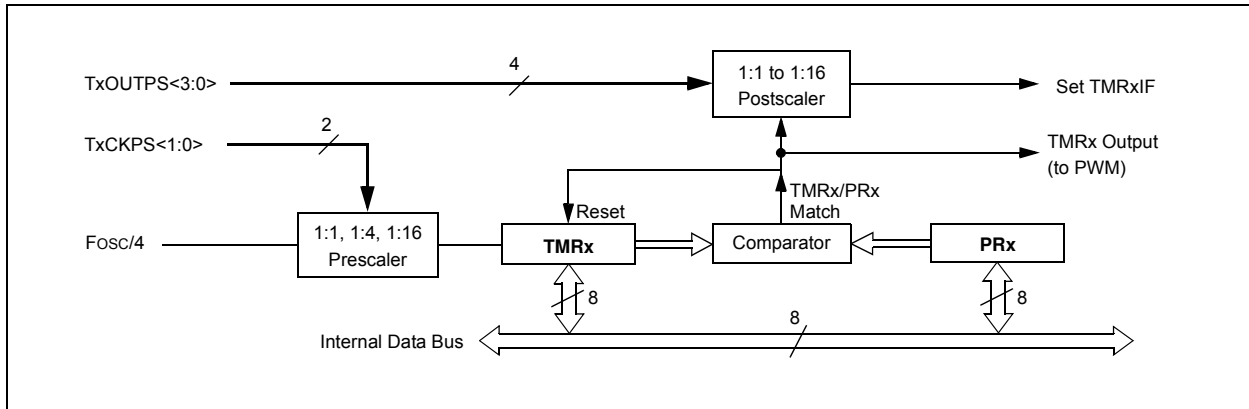 TxOUTPS<3:0>
4
1:1 to 1:16
Postscaler
Set TMRxIF
TxCKPS<1:0>
2
TMRx Output
(to PWM)
TMRx/PRx
Match
Reset
FOSC/4
1:1, 1:4, 1:16
Prescaler
TMRx
Comparator
PRx
8
8
8
Internal Data Bus